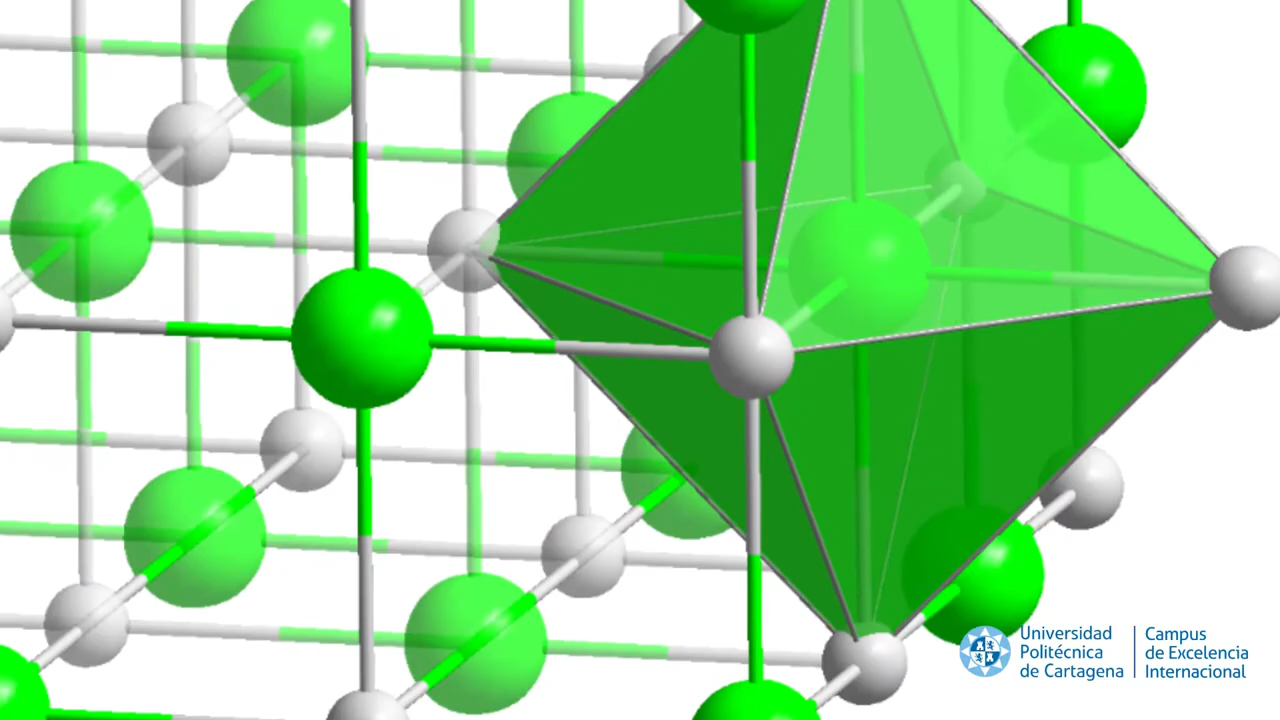 Universidad
Politécnica
de Cartagena
Campus
de Excelencia
Internacional